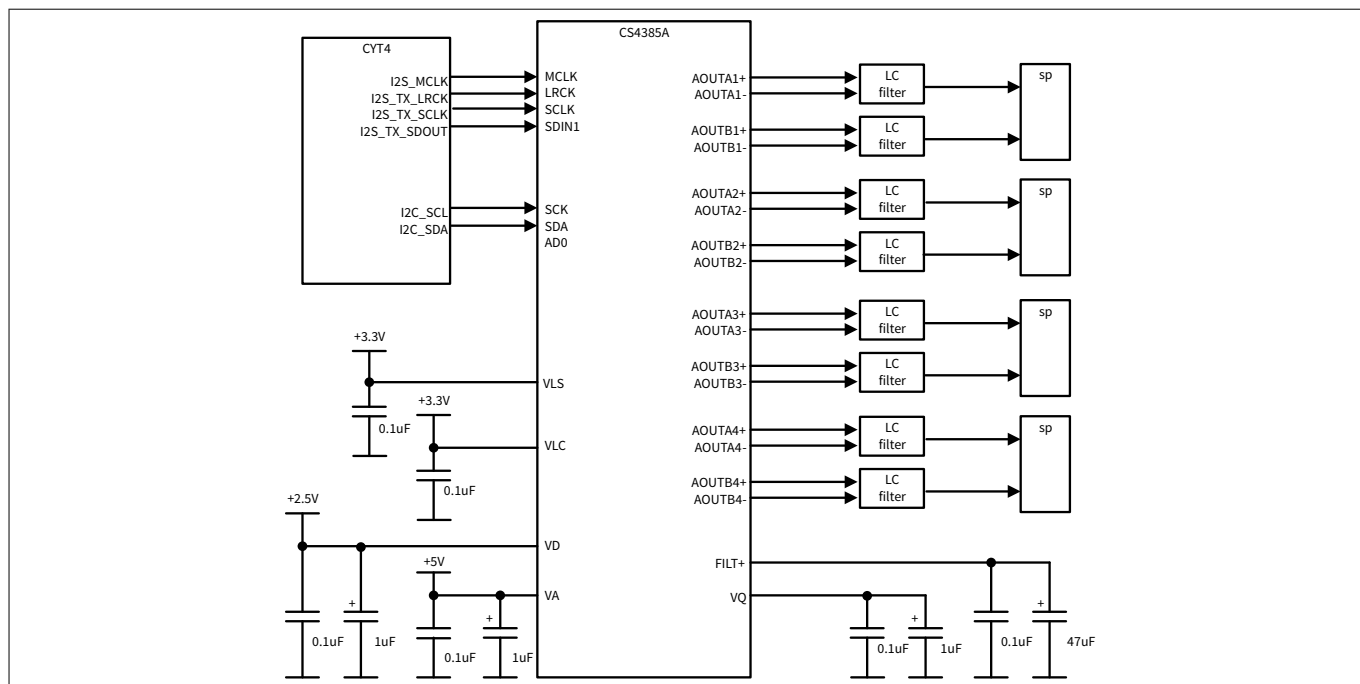 CYT4
I2S_MCLK
I2S_TX_LRCK
I2S_TX_SCLK
I2S_TX_SDOUT
I2C_SCL
I2C_SDA
CS4385A
MCLK
LRCK
SCLK
SDIN1
SCK
SDA
AD0
VLS
VLC
VD
VA
AOUTA1+
AOUTA1-
AOUTB1+
AOUTB1-
AOUTA2+
AOUTA2-
AOUTB2+
AOUTB2-
AOUTA3+
AOUTA3-
AOUTB3+
AOUTB3-
AOUTA4+
AOUTA4-
AOUTB4+
AOUTB4-
FILT+
VQ
LC
filter
LC
filter
sp
LC
filter
LC
filter
sp
LC
filter
LC
filter
sp
LC
filter
LC
filter
sp
+3.3V
0.1uF
+3.3V
0.1uF
+2.5V
0.1uF
+
1uF
+5V
0.1uF
+
1uF
0.1uF
+
1uF
0.1uF
+
47uF